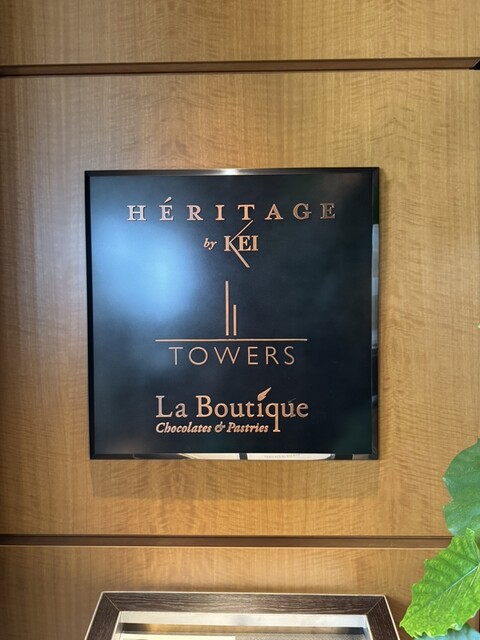 HÉRITAGE
by KEI
TOWERS
La Boutique
Chocolates & Pastries